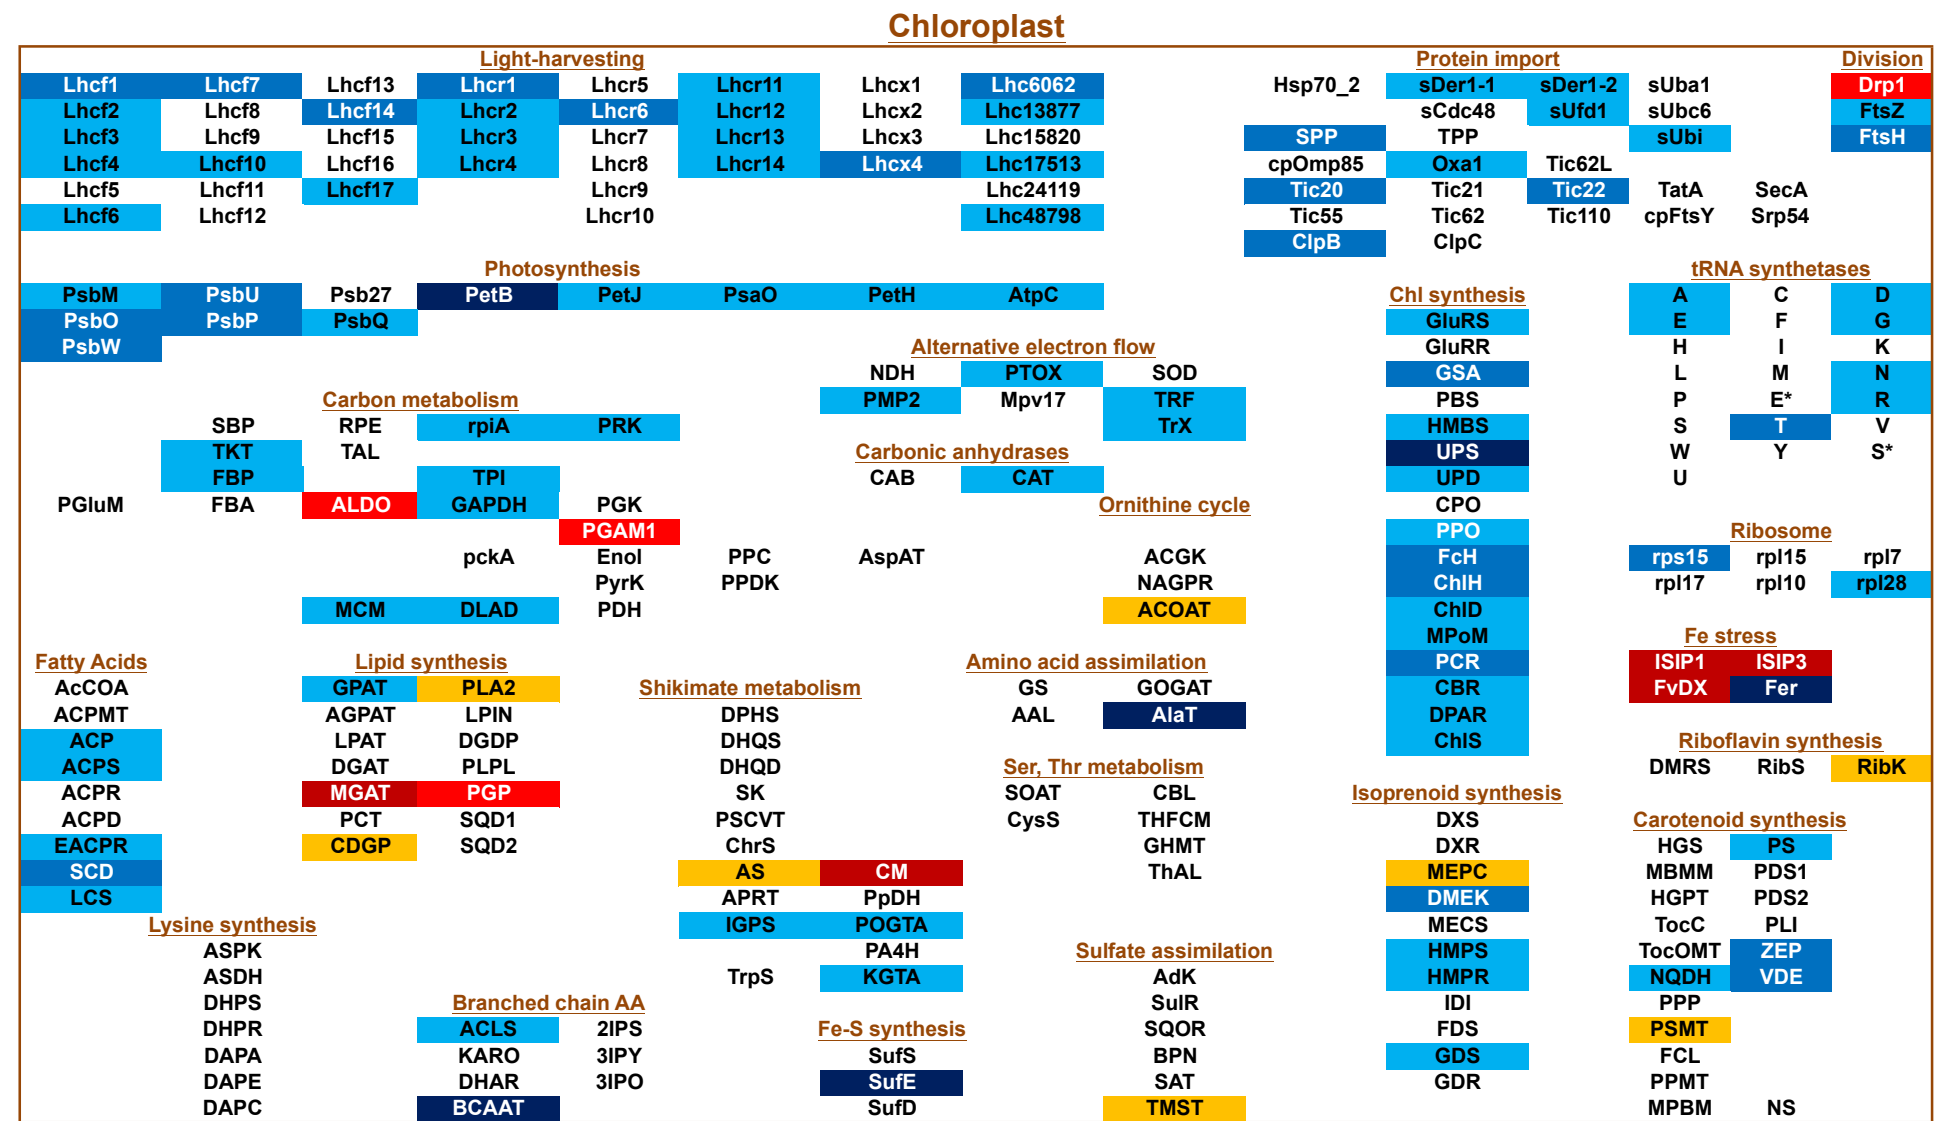 Chloroplast
Light-harvesting Protein import Division
Lhcf1 Lhcf7 Lhcf13 Lhcr1 Lhcr5 Lhcr11 Lhcx1 Lhc6062 Hsp70_2 sDer1-1 sDer1-2 sUba1 Drp1
Lhcf2 Lhcf8 Lhcf14 Lhcr2 Lhcr6 Lhcr12 Lhcx2 Lhc13877 sCdc48 sUfd1 sUbc6 FtsZ
Lhcf3 Lhcf9 Lhcf15 Lhcr3 Lhcr7 Lhcr13 Lhcx3 Lhc15820 SPP TPP sUbi FtsH
Lhcf4 Lhcf10 Lhcf16 Lhcr4 Lhcr8 Lhcr14 Lhcx4 Lhc17513 cpOmp85 Oxa1 Tic62L
Lhcf5 Lhcf11 Lhcf17 Lhcr9 Lhc24119 Tic20 Tic21 Tic22 TatA SecA
Lhcf6 Lhcf12 Lhcr10 Lhc48798 Tic55 Tic62 Tic110 cpFtsY Srp54
ClpB ClpC
Photosynthesis tRNA synthetases
PsbM PsbU Psb27 PetB PetJ PsaO PetH AtpC Chl synthesis A C D
PsbO PsbP PsbQ GluRS E F G
PsbW Alternative electron flow GluRR H I K
NDH PTOX SOD GSA L M N
Carbon metabolism PMP2 Mpv17 TRF PBS P E* R
SBP RPE rpiA PRK TrX HMBS S T V
TKT TAL Carbonic anhydrases UPS W Y S*
FBP TPI CAB CAT UPD U
PGluM FBA ALDO GAPDH PGK Ornithine cycle CPO
PGAM1 PPO Ribosome
pckA Enol PPC AspAT ACGK FcH rps15 rpl15 rpl7
PyrK PPDK NAGPR ChlH rpl17 rpl10 rpl28
MCM DLAD PDH ACOAT ChlD
MPoM Fe stress
Fatty Acids Lipid synthesis Amino acid assimilation PCR ISIP1 ISIP3
AcCOA GPAT PLA2 Shikimate metabolism GS GOGAT CBR FvDX Fer
ACPMT AGPAT LPIN DPHS AAL AlaT DPAR
ACP LPAT DGDP DHQS ChlS Riboflavin synthesis
ACPS DGAT PLPL DHQD Ser, Thr metabolism DMRS RibS RibK
ACPR MGAT PGP SK SOAT CBL Isoprenoid synthesis
ACPD PCT SQD1 PSCVT CysS THFCM DXS Carotenoid synthesis
EACPR CDGP SQD2 ChrS GHMT DXR HGS PS
SCD AS CM ThAL MEPC MBMM PDS1
LCS APRT PpDH DMEK HGPT PDS2
Lysine synthesis IGPS POGTA MECS TocC PLI
ASPK PA4H Sulfate assimilation HMPS TocOMT ZEP
ASDH TrpS KGTA AdK HMPR NQDH VDE
DHPS Branched chain AA SulR IDI PPP
DHPR ACLS 2IPS Fe-S synthesis SQOR FDS PSMT
DAPA KARO 3IPY SufS BPN GDS FCL
DAPE DHAR 3IPO SufE SAT GDR PPMT
DAPC BCAAT SufD TMST MPBM NS